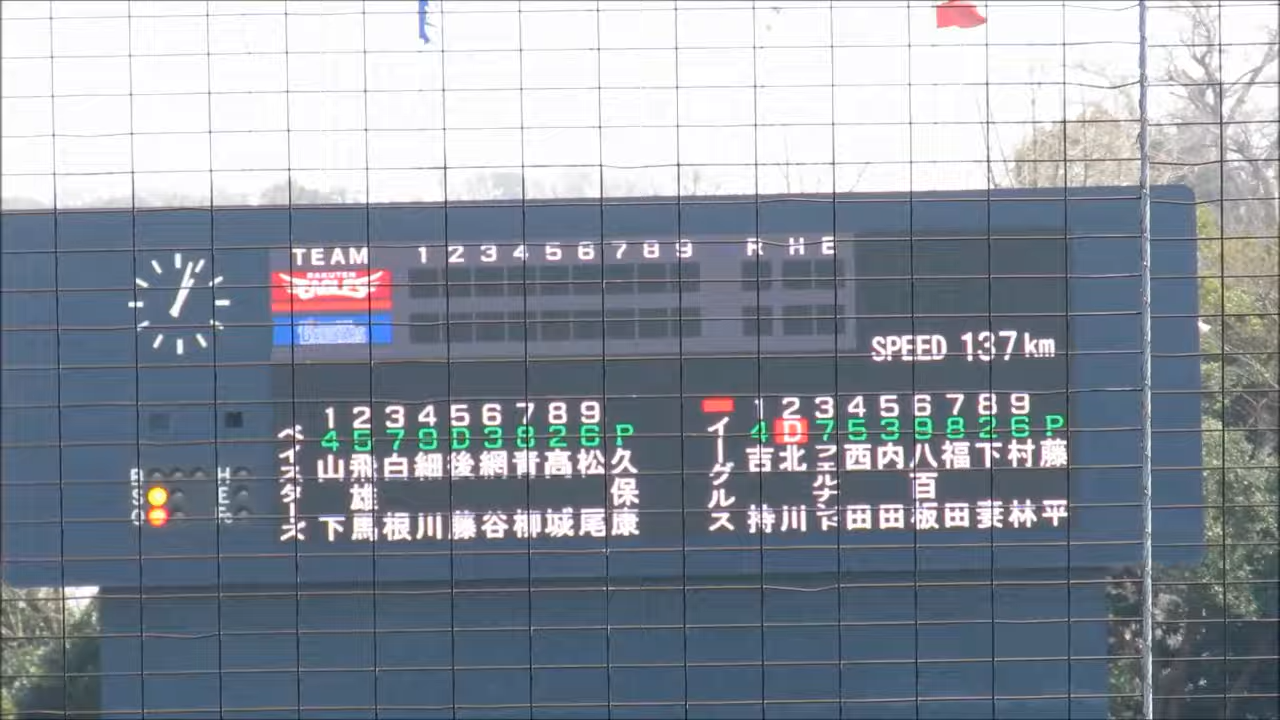 TEAM 1 2 3 4 5 6 7 8 9 R H E
RAKUTEN
EAGLES
SPEED 137km
B
S
O
H
E
ベイスターズ
1 2 3 4 5 6 7 8 9
4 5 7 9 D 3 8 2 6 P
山下 飛雄馬 白根 細川 後藤 網谷 青柳 高城 松尾 久保康
イーグルス
1 2 3 4 5 6 7 8 9
4 D 7 5 3 9 8 2 6 P
吉持 北川 フェルナンド 西田 内田 八百板 福田 下妻 村林 藤平